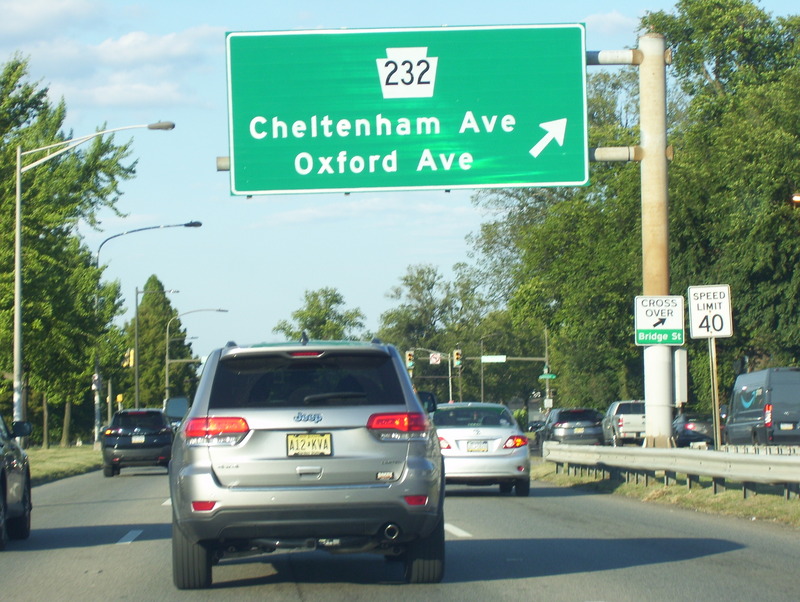 232
Cheltenham Ave
Oxford Ave
CROSS
OVER
Bridge St
SPEED
LIMIT
40
Jeep
A12•KVA